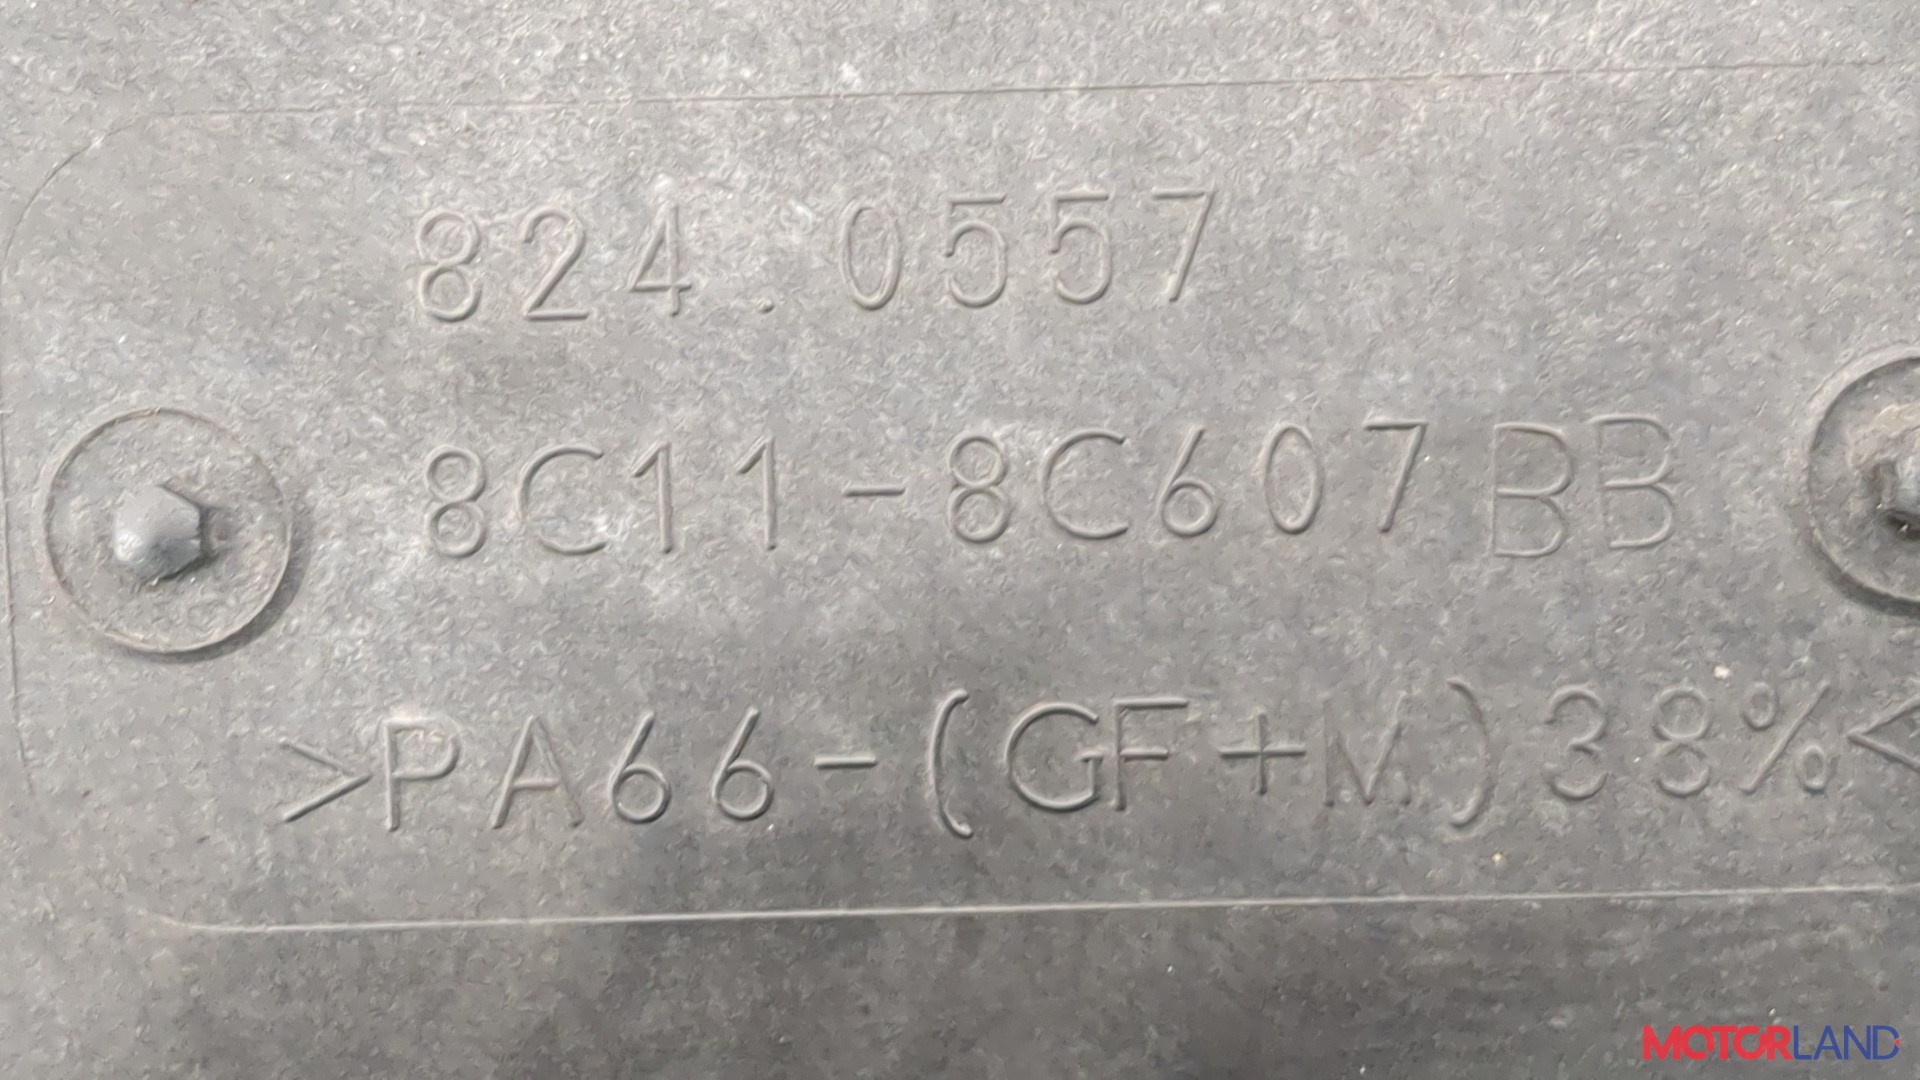 824.0557
8C11-8C607BB
>PA66-(GF+M)38%<
MOTORLAND